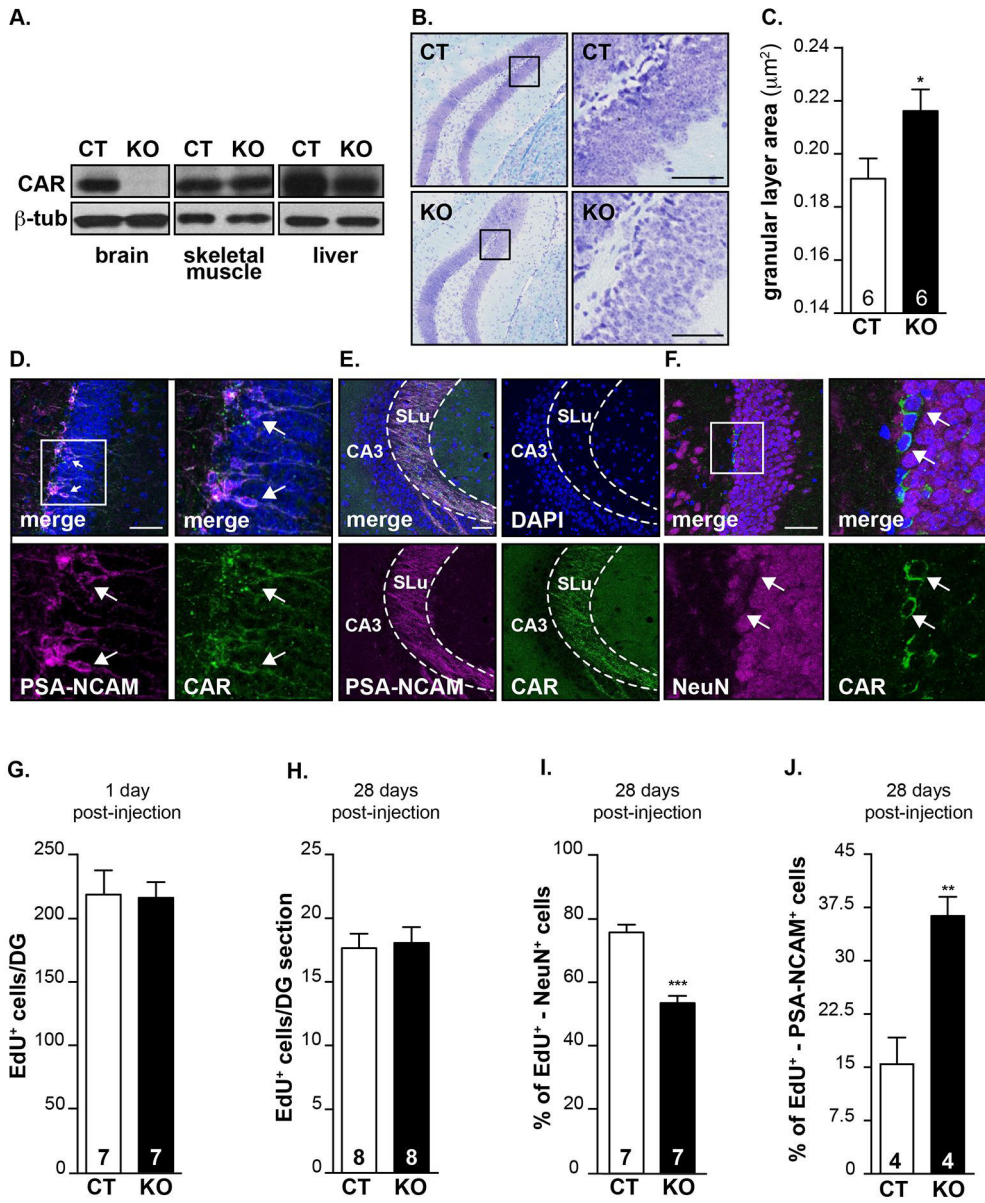 A.
CT KO CT KO CT KO
CAR
β-tub
brain skeletal muscle liver
B.
CT CT
KO KO
C.
granular layer area (μm²)
0.24
0.22
0.20
0.18
0.16
0.14
*
6 6
CT KO
D.
merge merge
PSA-NCAM CAR
E.
SLu
CA3
merge DAPI
SLu SLu
CA3 CA3
PSA-NCAM CAR
F.
merge
NeuN CAR
G.
1 day
post-injection
EdU⁺ cells/DG
250
200
150
100
50
0
7 7
CT KO
H.
28 days
post-injection
EdU⁺ cells/DG section
25
20
15
10
5
0
8 8
CT KO
I.
28 days
post-injection
% of EdU⁺ - NeuN⁺ cells
100
80
60
40
20
0
***
7 7
CT KO
J.
28 days
post-injection
% of EdU⁺ - PSA-NCAM⁺ cells
45
37.5
30
22.5
15
7.5
0
**
4 4
CT KO